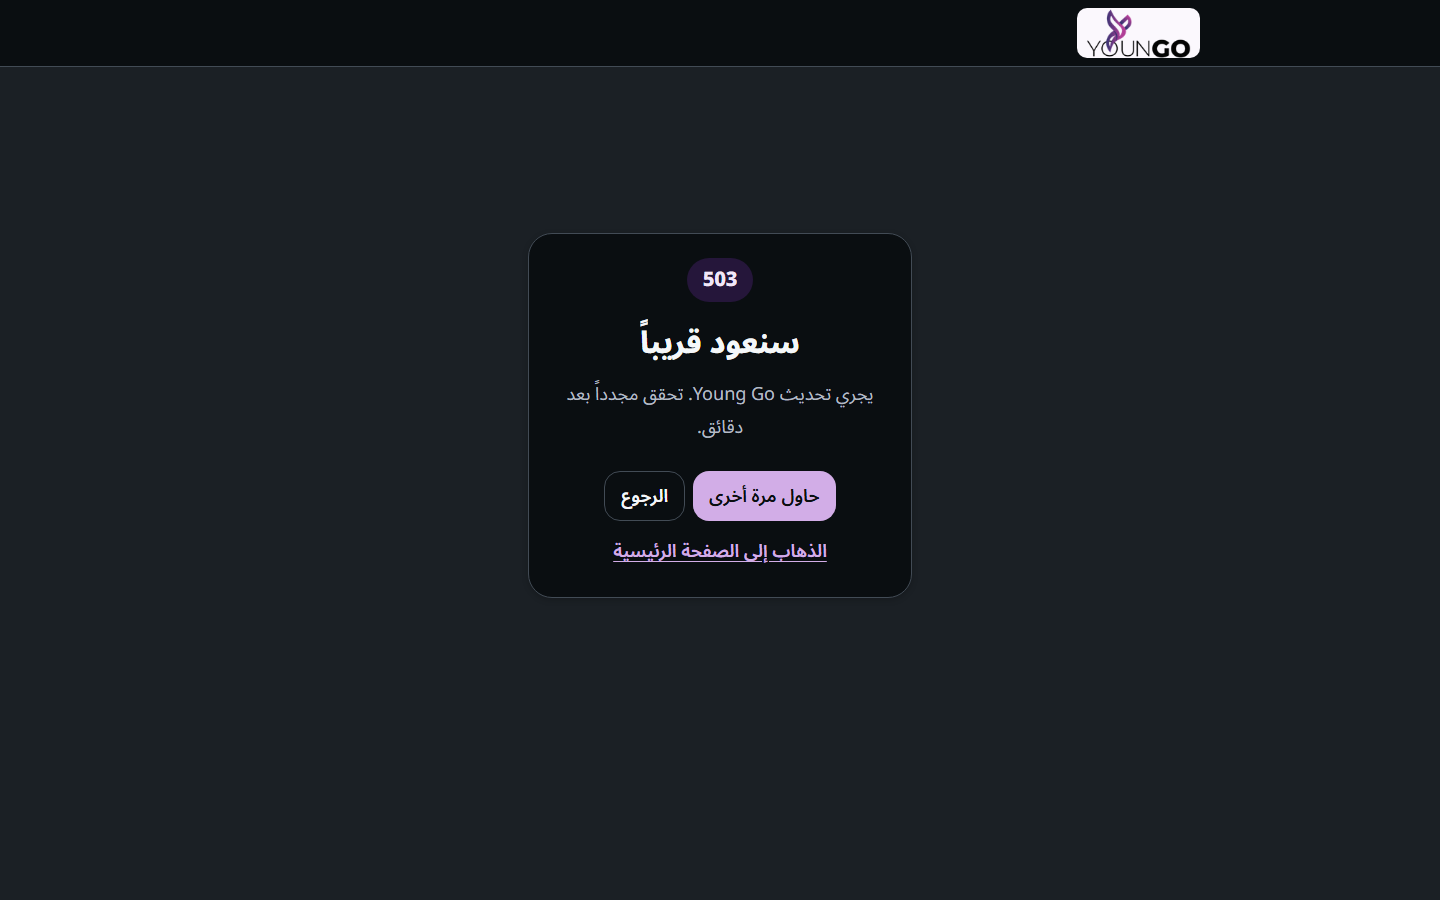 YOUNGO
503
سنعود قريباً
يجري تحديث Young Go. تحقق مجدداً بعد
دقائق.
حاول مرة أخرى
الرجوع
الذهاب إلى الصفحة الرئيسية